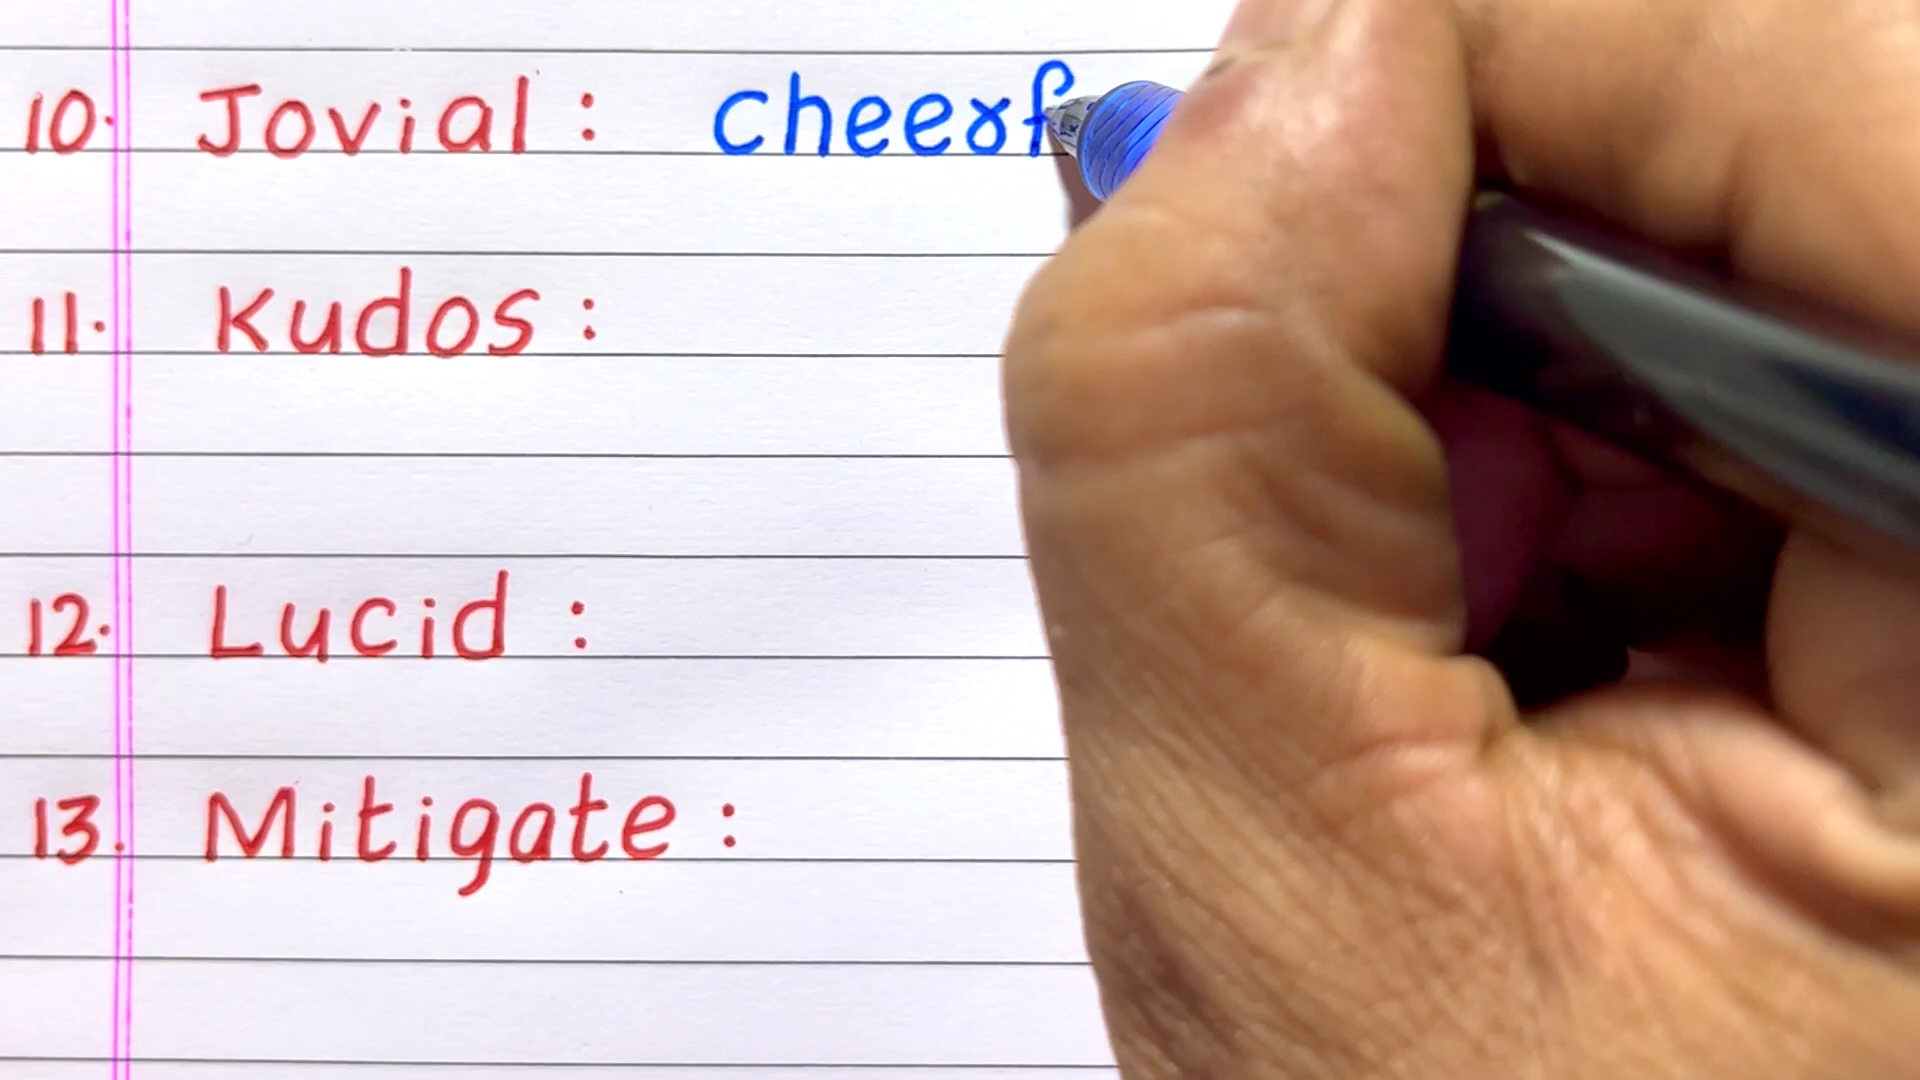 10. Jovial : cheerf
11. Kudos :
12. Lucid :
13. Mitigate :